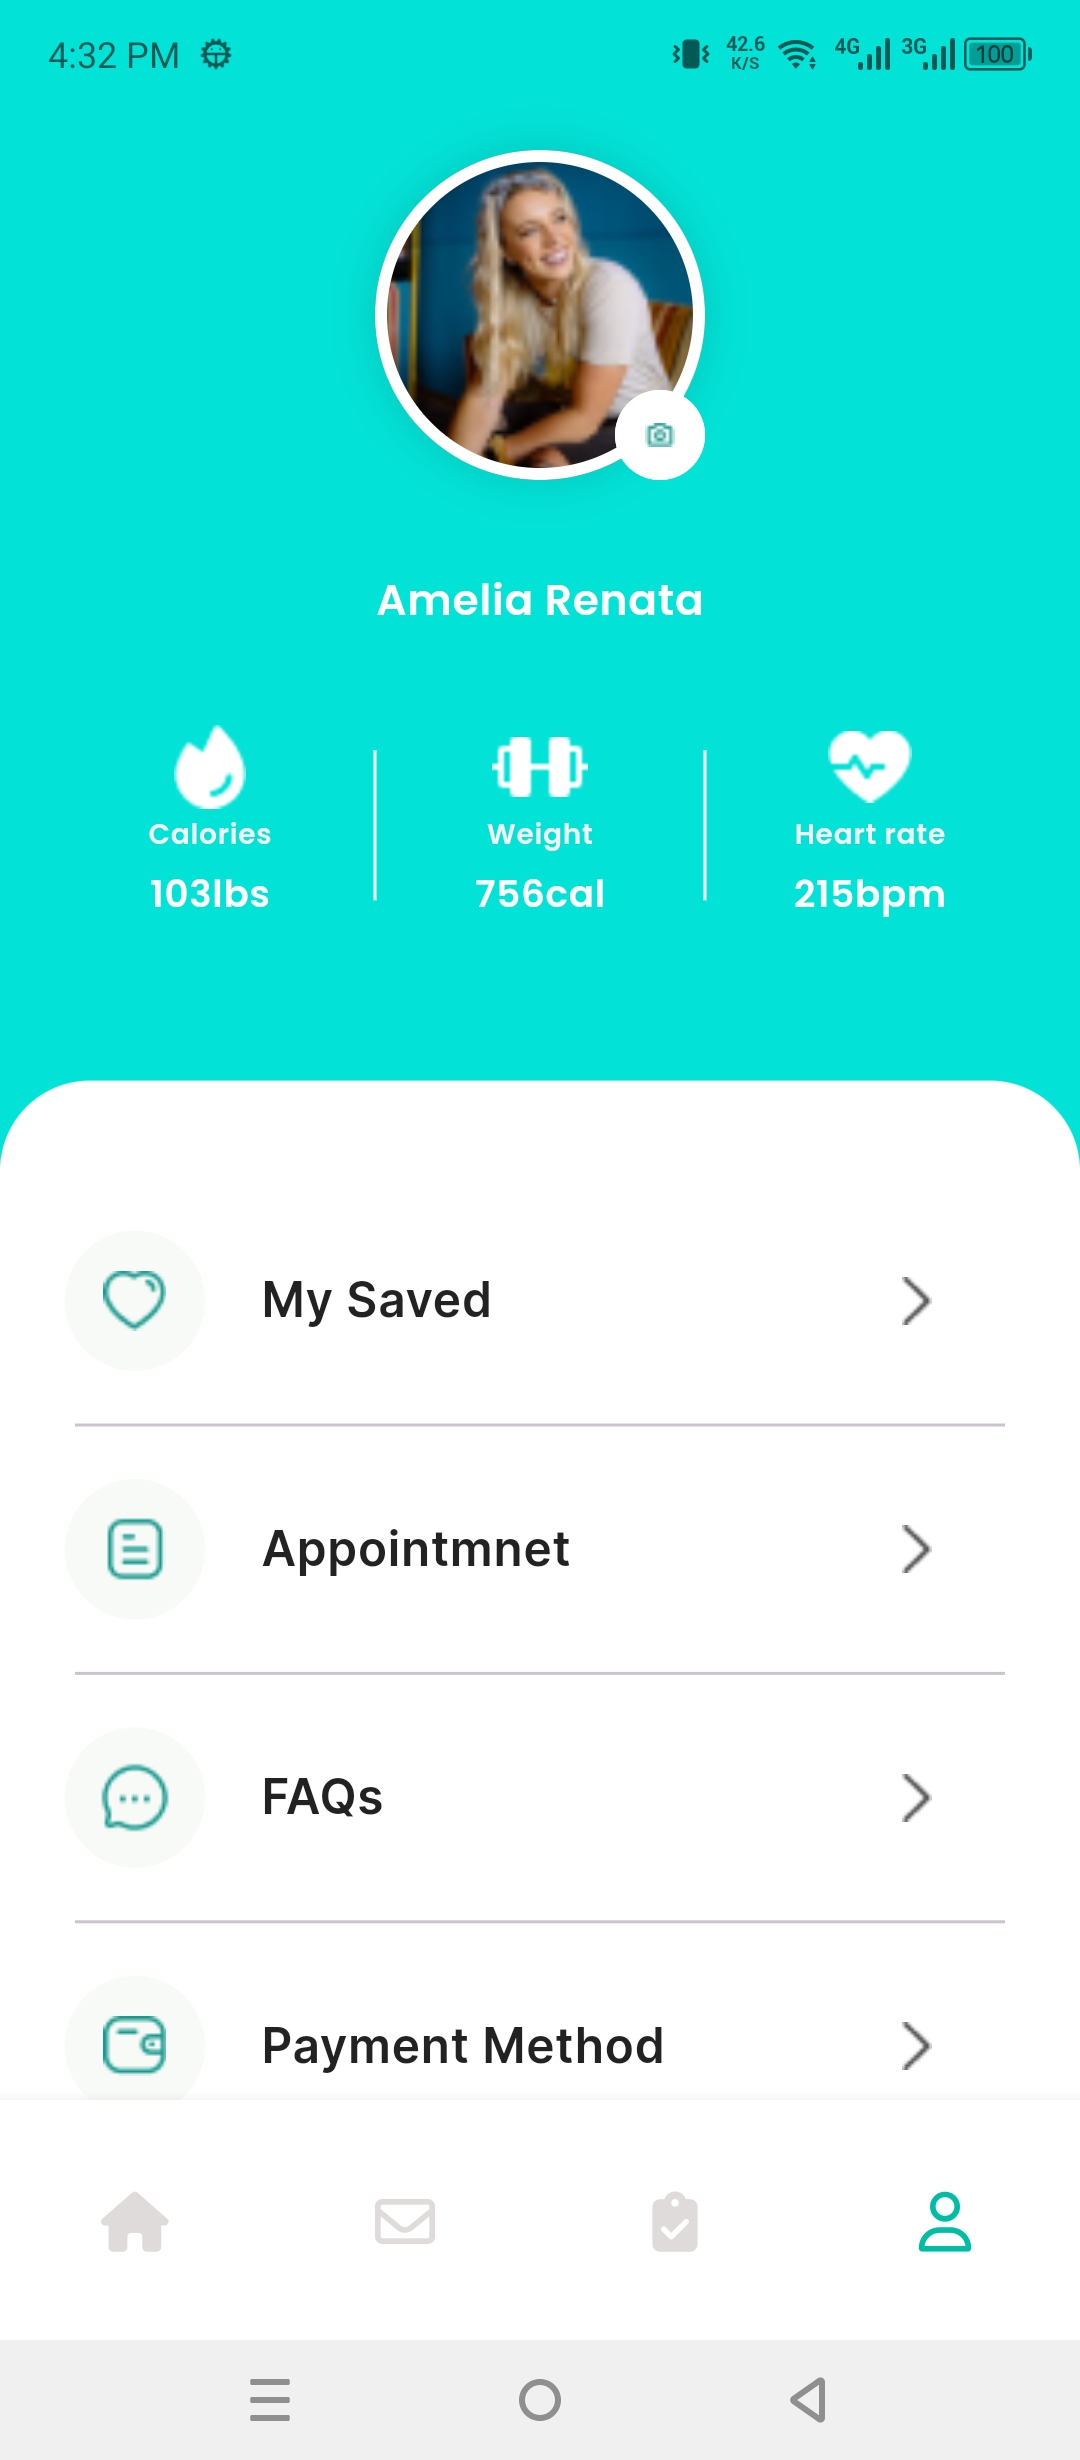 4:32 PM 42.6 K/S 4G 3G 100
Amelia Renata
Calories Weight Heart rate
103lbs 756cal 215bpm
My Saved
Appointmnet
FAQs
Payment Method